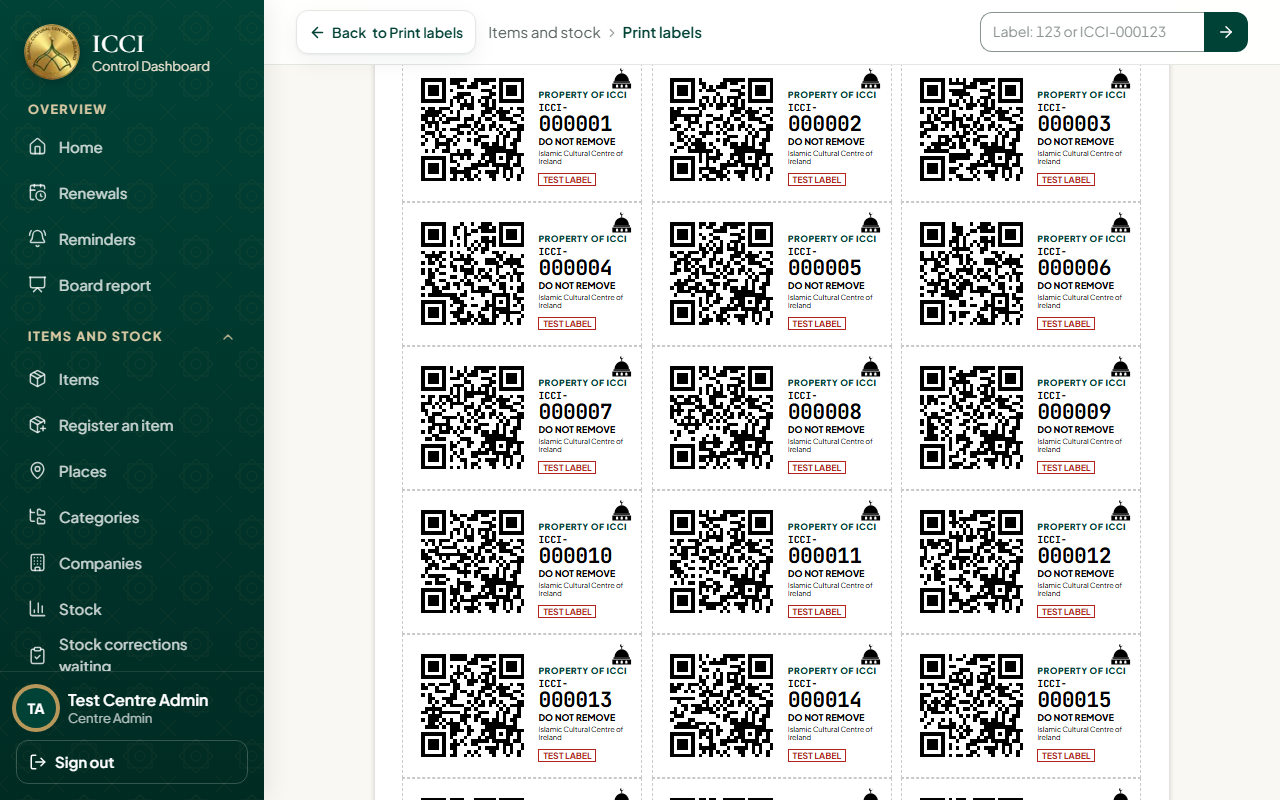 ICCI
Control Dashboard
OVERVIEW
Home
Renewals
Reminders
Board report
ITEMS AND STOCK
Items
Register an item
Places
Categories
Companies
Stock
Stock corrections
waiting
TA
Test Centre Admin
Centre Admin
Sign out
Back to Print labels
Items and stock
Print labels
Label: 123 or ICCI-000123
PROPERTY OF ICCI
ICCI-
000001
DO NOT REMOVE
Islamic Cultural Centre of
Ireland
TEST LABEL
PROPERTY OF ICCI
ICCI-
000002
DO NOT REMOVE
Islamic Cultural Centre of
Ireland
TEST LABEL
PROPERTY OF ICCI
ICCI-
000003
DO NOT REMOVE
Islamic Cultural Centre of
Ireland
TEST LABEL
PROPERTY OF ICCI
ICCI-
000004
DO NOT REMOVE
Islamic Cultural Centre of
Ireland
TEST LABEL
PROPERTY OF ICCI
ICCI-
000005
DO NOT REMOVE
Islamic Cultural Centre of
Ireland
TEST LABEL
PROPERTY OF ICCI
ICCI-
000006
DO NOT REMOVE
Islamic Cultural Centre of
Ireland
TEST LABEL
PROPERTY OF ICCI
ICCI-
000007
DO NOT REMOVE
Islamic Cultural Centre of
Ireland
TEST LABEL
PROPERTY OF ICCI
ICCI-
000008
DO NOT REMOVE
Islamic Cultural Centre of
Ireland
TEST LABEL
PROPERTY OF ICCI
ICCI-
000009
DO NOT REMOVE
Islamic Cultural Centre of
Ireland
TEST LABEL
PROPERTY OF ICCI
ICCI-
000010
DO NOT REMOVE
Islamic Cultural Centre of
Ireland
TEST LABEL
PROPERTY OF ICCI
ICCI-
000011
DO NOT REMOVE
Islamic Cultural Centre of
Ireland
TEST LABEL
PROPERTY OF ICCI
ICCI-
000012
DO NOT REMOVE
Islamic Cultural Centre of
Ireland
TEST LABEL
PROPERTY OF ICCI
ICCI-
000013
DO NOT REMOVE
Islamic Cultural Centre of
Ireland
TEST LABEL
PROPERTY OF ICCI
ICCI-
000014
DO NOT REMOVE
Islamic Cultural Centre of
Ireland
TEST LABEL
PROPERTY OF ICCI
ICCI-
000015
DO NOT REMOVE
Islamic Cultural Centre of
Ireland
TEST LABEL